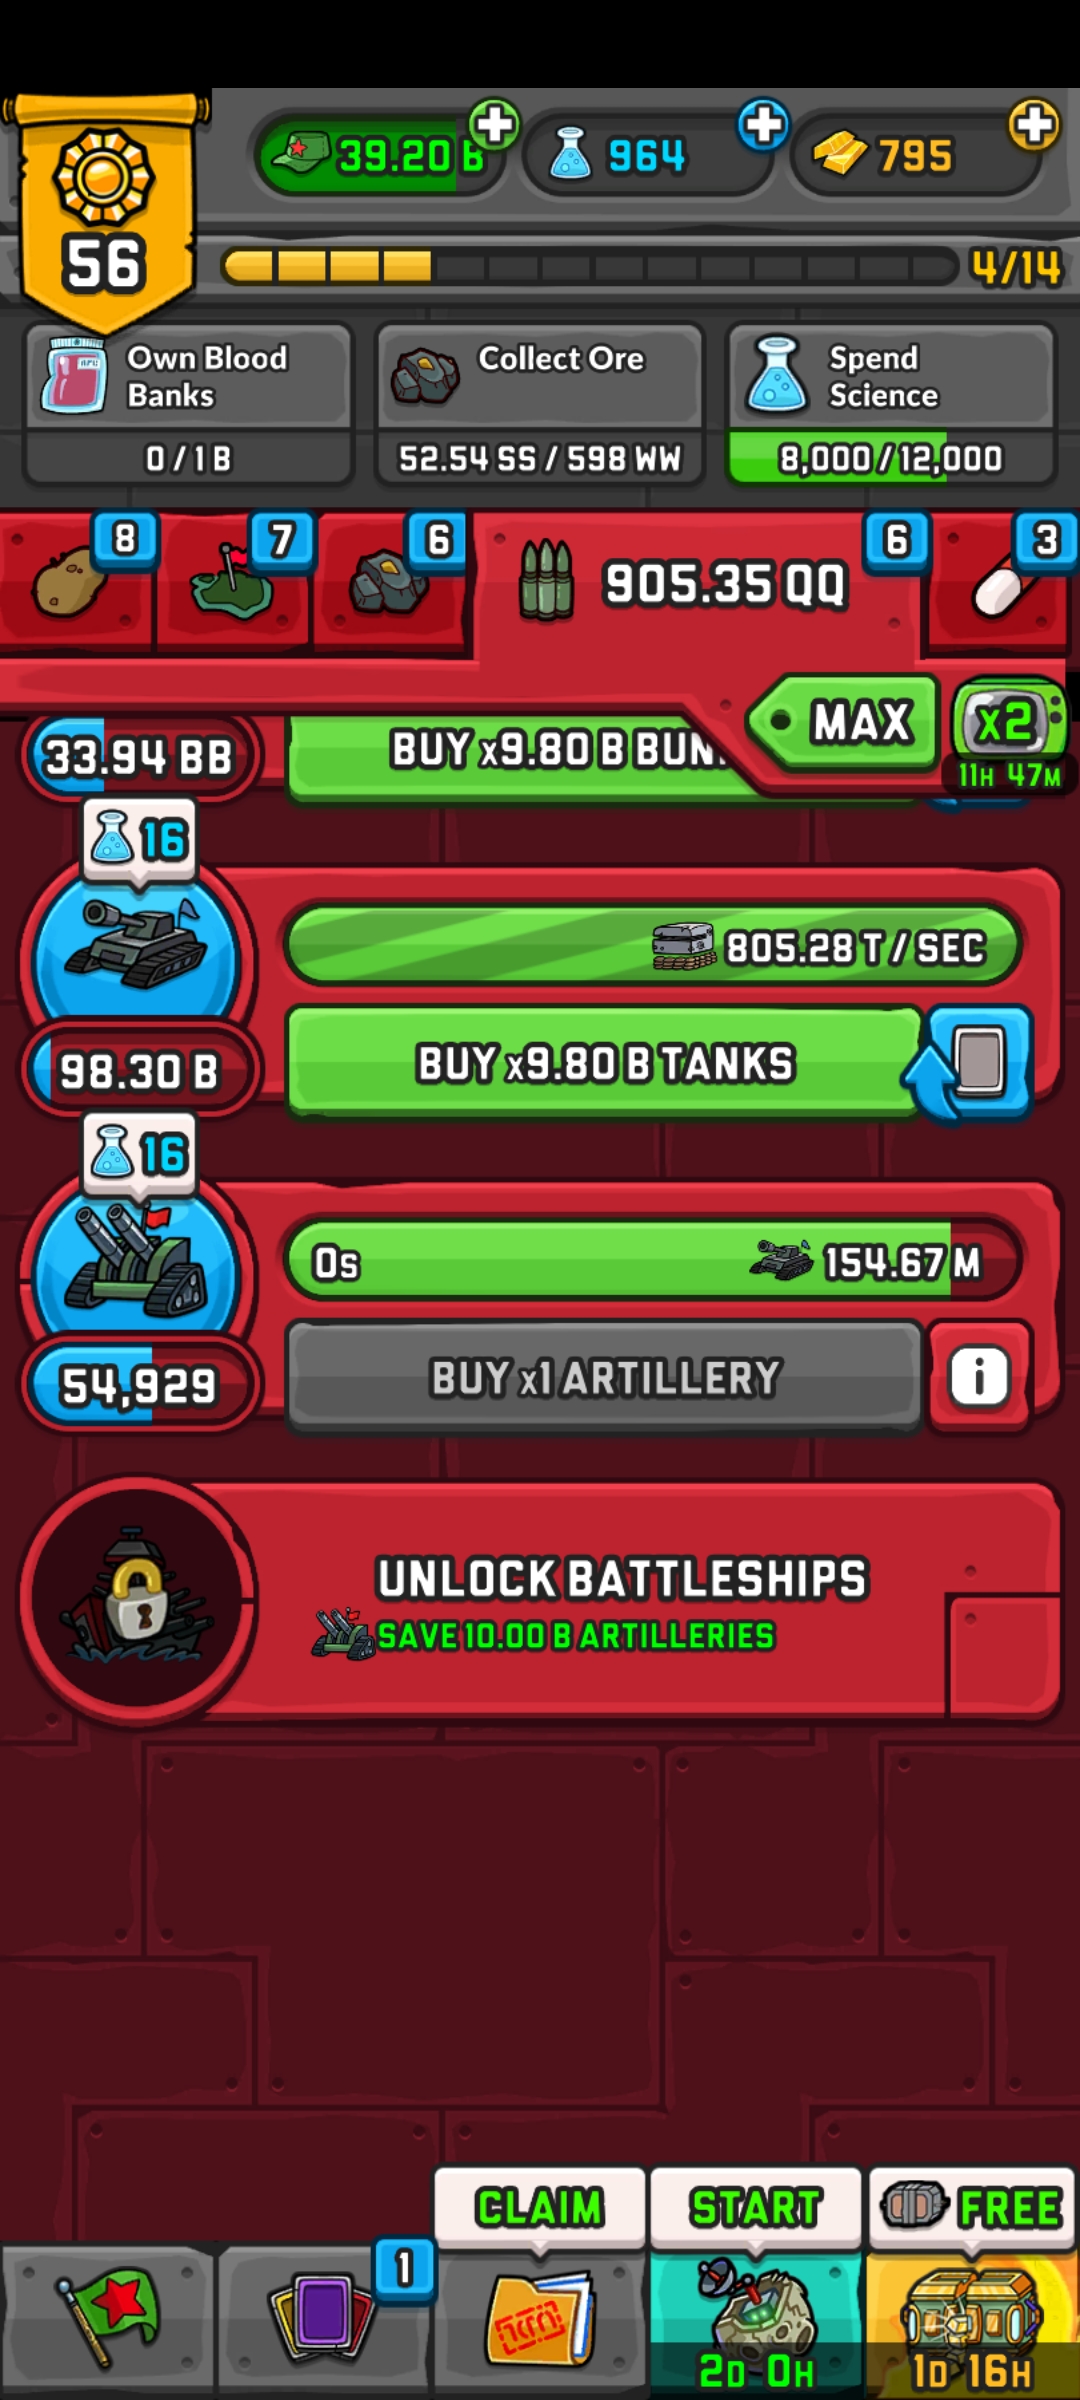 39.20 B
964
795
56
4/14
Own Blood
Banks
Collect Ore
Spend
Science
0 / 1 B
52.54 SS / 598 WW
8,000 / 12,000
8
7
6
905.35 QQ
6
3
MAX
x2
11H 47M
33.94 BB
BUY x9.80 B BUN
16
805.28 T / SEC
98.30 B
BUY x9.80 B TANKS
16
0s
154.67 M
54,929
BUY x1 ARTILLERY
i
UNLOCK BATTLESHIPS
SAVE 10.00 B ARTILLERIES
CLAIM
START
FREE
1
2D 0H
1D 16H